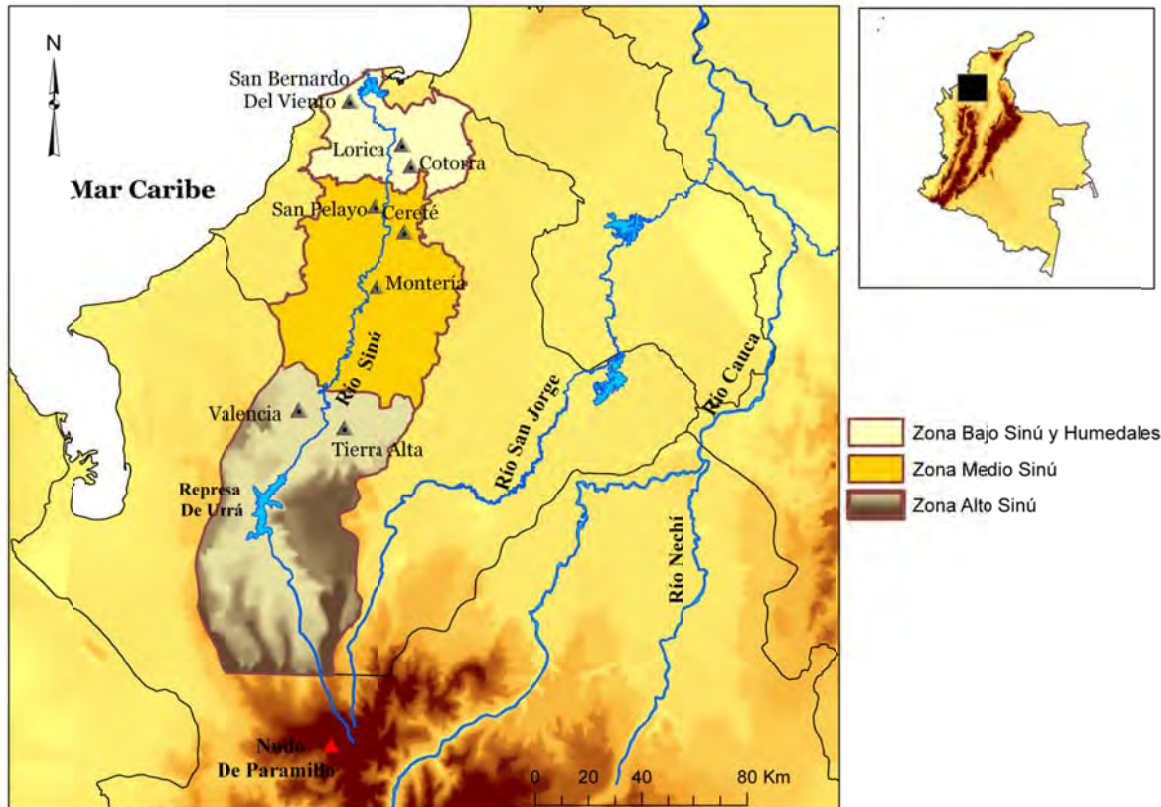 N
San Bernardo
Del Viento
Lorica
Cotorra
Mar Caribe
San Pelayo
Cereté
Montería
Río Sinú
Valencia
Tierra Alta
Represa
De Urrá
Río San Jorge
Río Cauca
Río Nechí
Nudo
De Paramillo
0 20 40 80 Km
Zona Bajo Sinú y Humedales
Zona Medio Sinú
Zona Alto Sinú